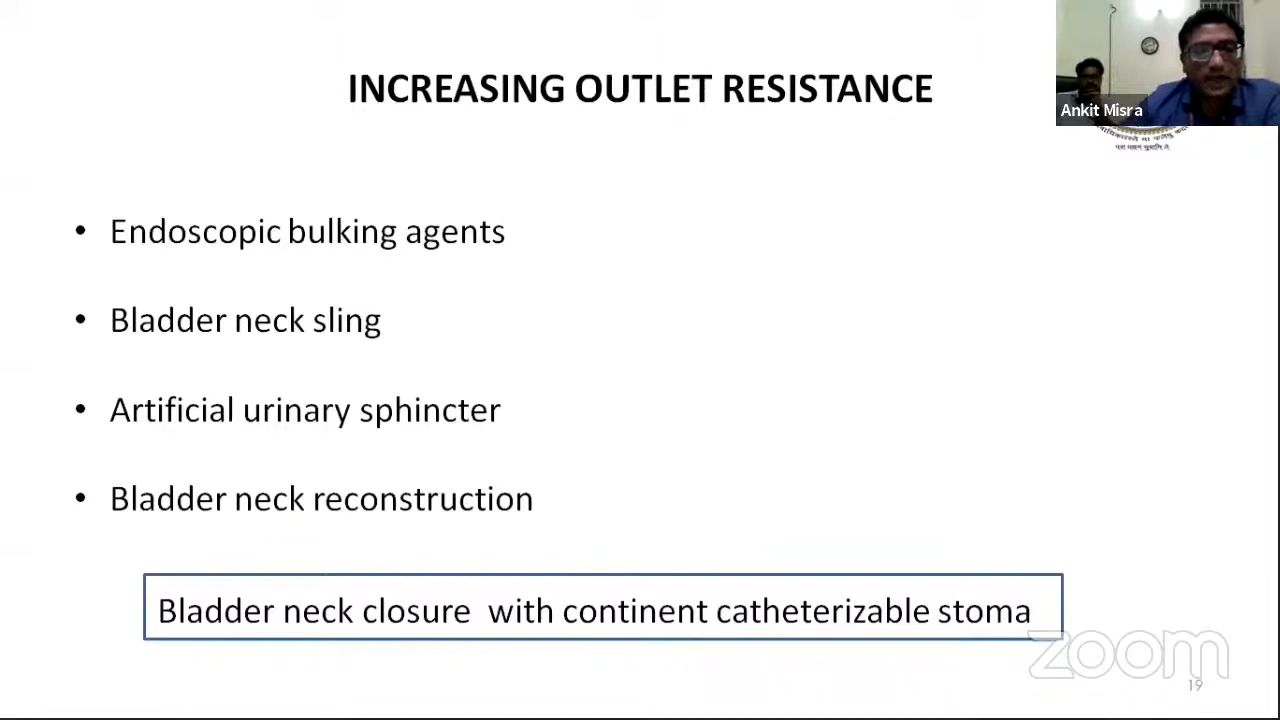 INCREASING OUTLET RESISTANCE
Ankit Misra
• Endoscopic bulking agents
• Bladder neck sling
• Artificial urinary sphincter
• Bladder neck reconstruction
Bladder neck closure with continent catheterizable stoma
zoom
19